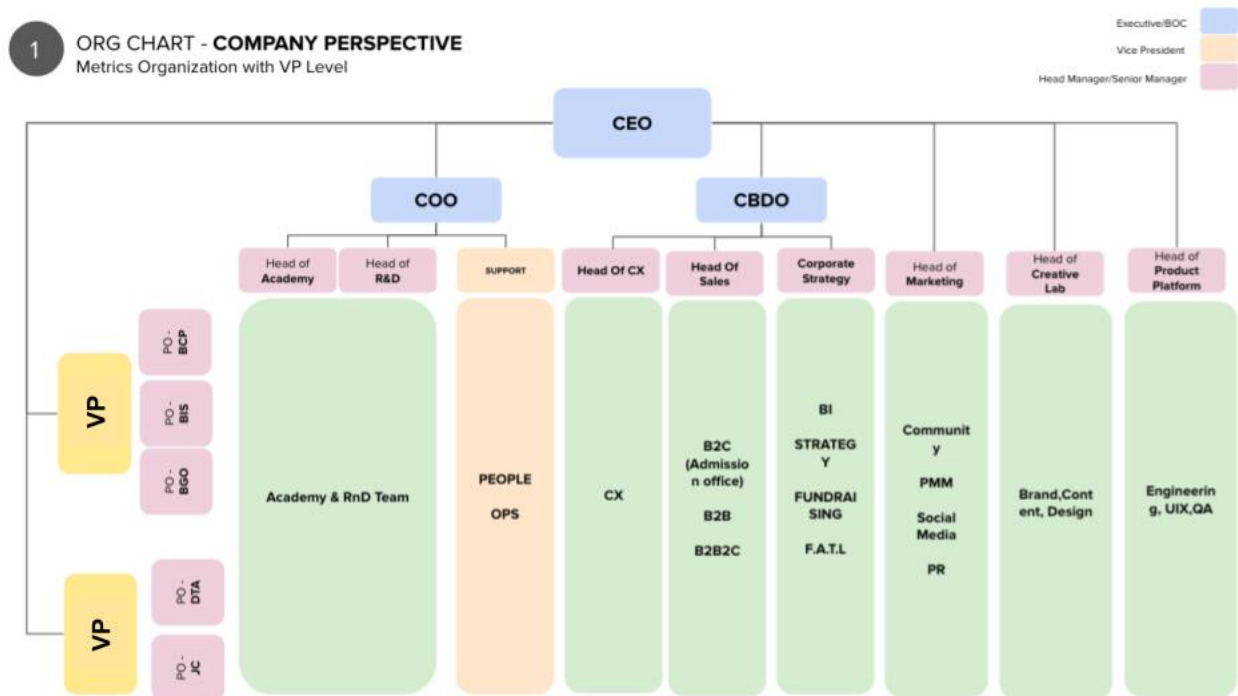 1
ORG CHART - COMPANY PERSPECTIVE
Metrics Organization with VP Level
Executive/BOC
Vice President
Head Manager/Senior Manager
CEO
COO
CBDO
Head of
Academy
Head of
R&D
SUPPORT
Head Of CX
Head Of
Sales
Corporate
Strategy
Head of
Marketing
Head of
Creative
Lab
Head of
Product
Platform
VP
PO -
BCP
PO -
BIS
PO -
BGO
VP
PO -
DTA
PO -
JC
Academy & RnD Team
PEOPLE
OPS
CX
B2C
(Admissio
n office)
B2B
B2B2C
BI
STRATEG
Y
FUNDRAI
SING
F.A.T.L
Communit
y
PMM
Social
Media
PR
Brand,Cont
ent, Design
Engineerin
g, UIX,QA